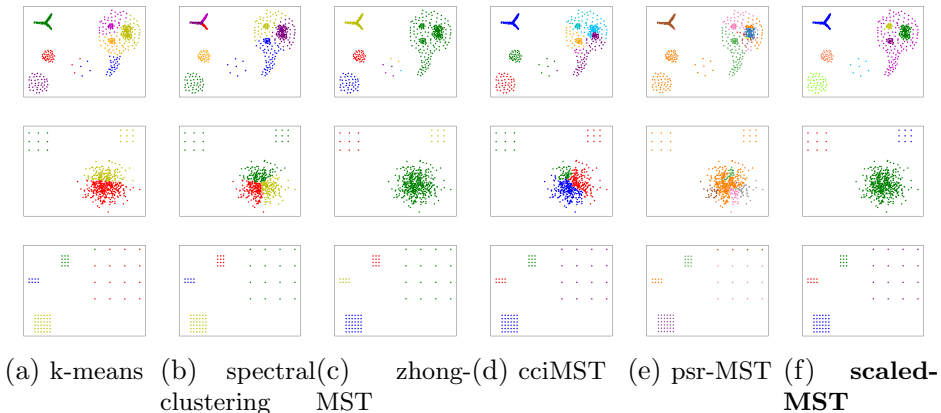 (a) k-means (b) spectral (c) zhong- (d) cciMST (e) psr-MST (f) scaled-
clustering MST MST